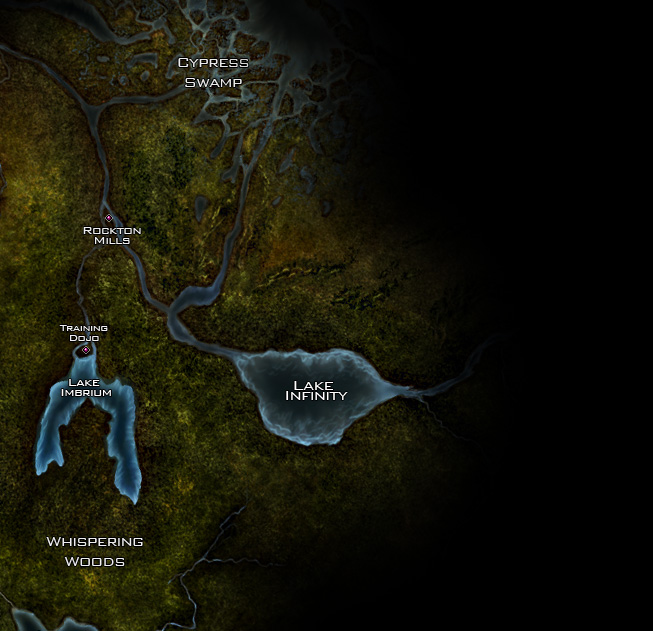 Cypress
Swamp
Rockton
Mills
Training
Dojo
Lake
Imbrium
Lake
Infinity
Whispering
Woods